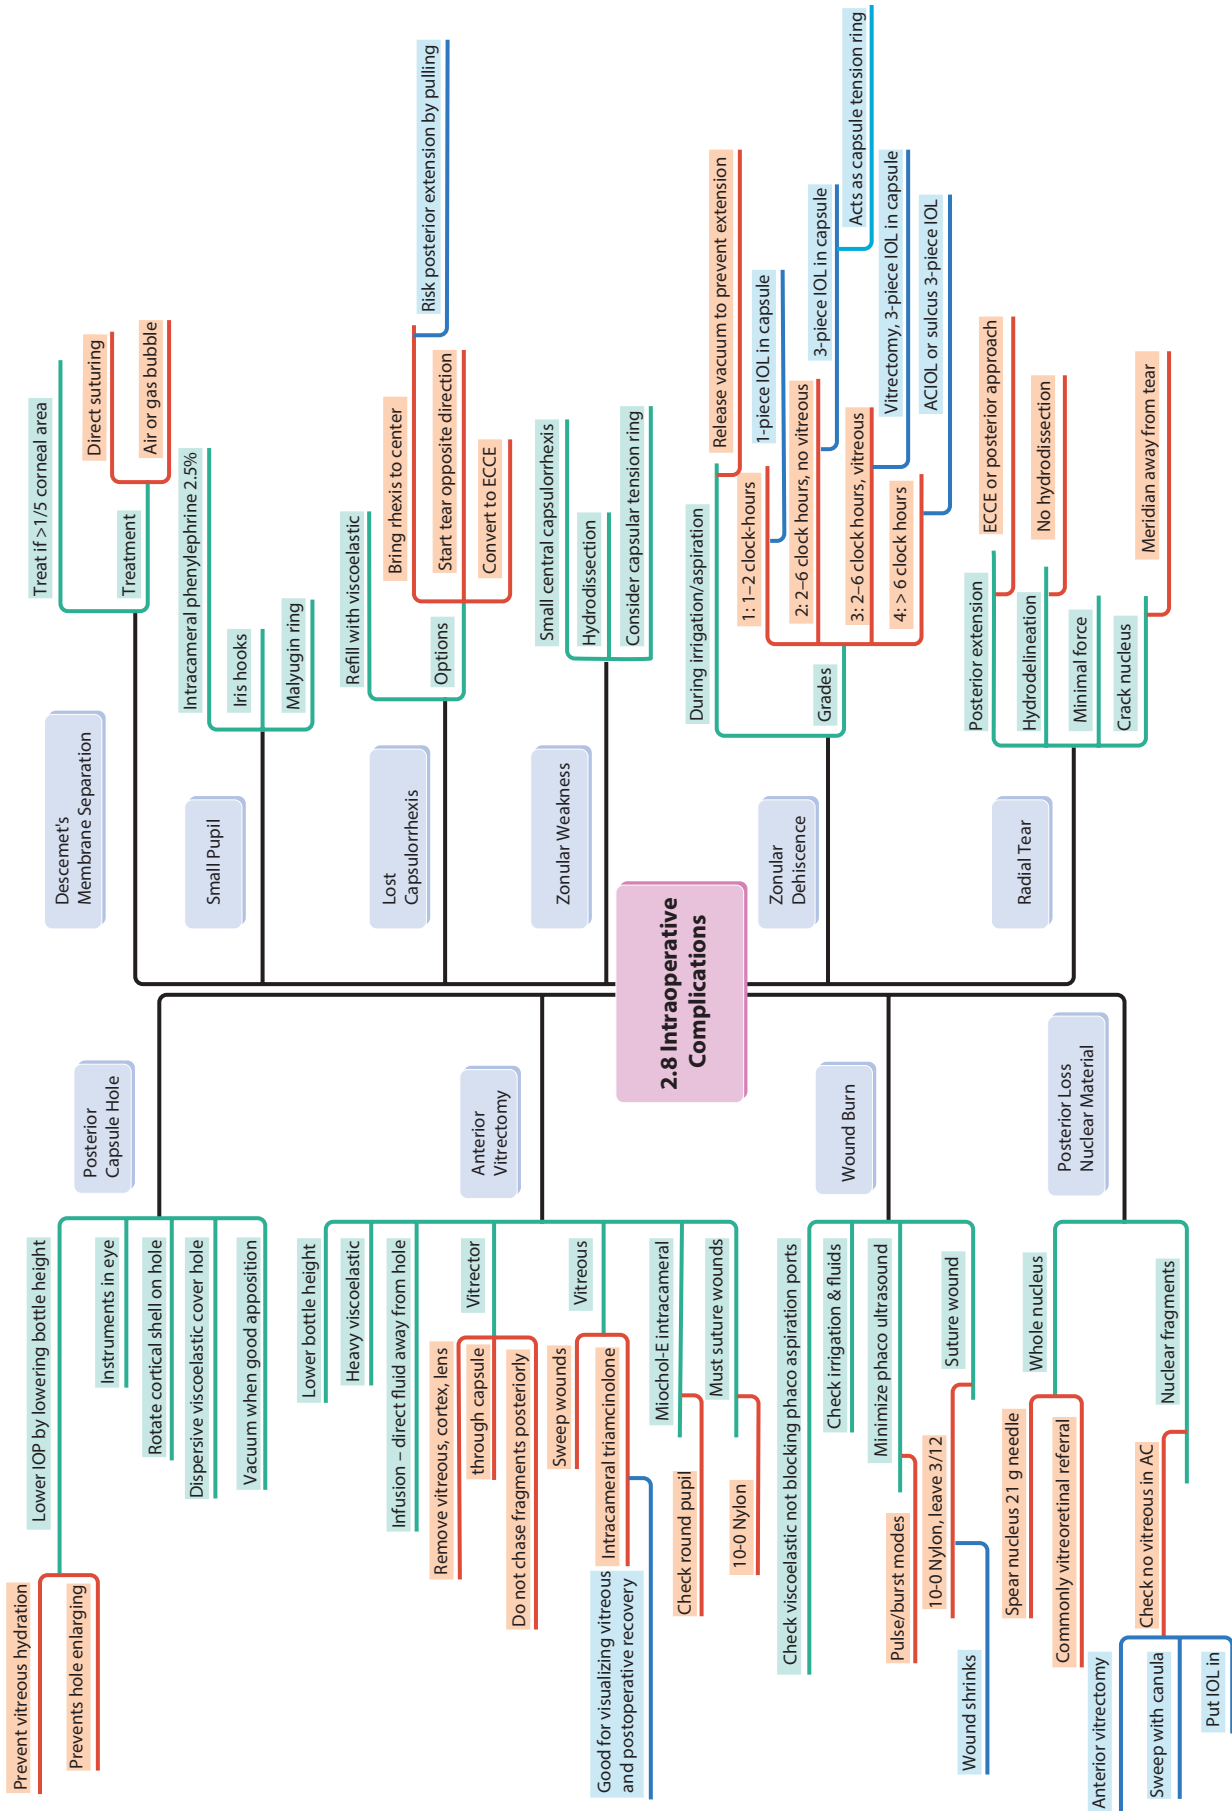 2.8 Intraoperative
Complications
Posterior
Capsule Hole
Lower IOP by lowering bottle height
Prevent vitreous hydration
Prevents hole enlarging
Instruments in eye
Rotate cortical shell on hole
Dispersive viscoelastic cover hole
Vacuum when good apposition
Anterior
Vitrectomy
Lower bottle height
Heavy viscoelastic
Infusion – direct fluid away from hole
Vitrector
Remove vitreous, cortex, lens
through capsule
Do not chase fragments posteriorly
Vitreous
Sweep wounds
Intracameral triamcinolone
Good for visualizing vitreous
and postoperative recovery
Miochol-E intracameral
Check round pupil
Must suture wounds
10-0 Nylon
Wound Burn
Check viscoelastic not blocking phaco aspiration ports
Check irrigation & fluids
Minimize phaco ultrasound
Pulse/burst modes
Suture wound
10-0 Nylon, leave 3/12
Wound shrinks
Posterior Loss
Nuclear Material
Whole nucleus
Spear nucleus 21 g needle
Commonly vitreoretinal referral
Nuclear fragments
Check no vitreous in AC
Anterior vitrectomy
Sweep with canula
Put IOL in
Descemet's
Membrane Separation
Treat if >1/5 corneal area
Treatment
Direct suturing
Air or gas bubble
Small Pupil
Intracameral phenylephrine 2.5%
Iris hooks
Malyugin ring
Lost
Capsulorrhexis
Refill with viscoelastic
Options
Bring rhexis to center
Risk posterior extension by pulling
Start tear opposite direction
Convert to ECCE
Zonular Weakness
Small central capsulorrhexis
Hydrodissection
Consider capsular tension ring
Zonular
Dehiscence
During irrigation/aspiration
Release vacuum to prevent extension
Grades
1: 1–2 clock-hours
1-piece IOL in capsule
2: 2–6 clock hours, no vitreous
3-piece IOL in capsule
Acts as capsule tension ring
3: 2–6 clock hours, vitreous
Vitrectomy, 3-piece IOL in capsule
4: > 6 clock hours
ACIOL or sulcus 3-piece IOL
Radial Tear
Posterior extension
ECCE or posterior approach
Hydrodelineation
No hydrodissection
Minimal force
Crack nucleus
Meridian away from tear